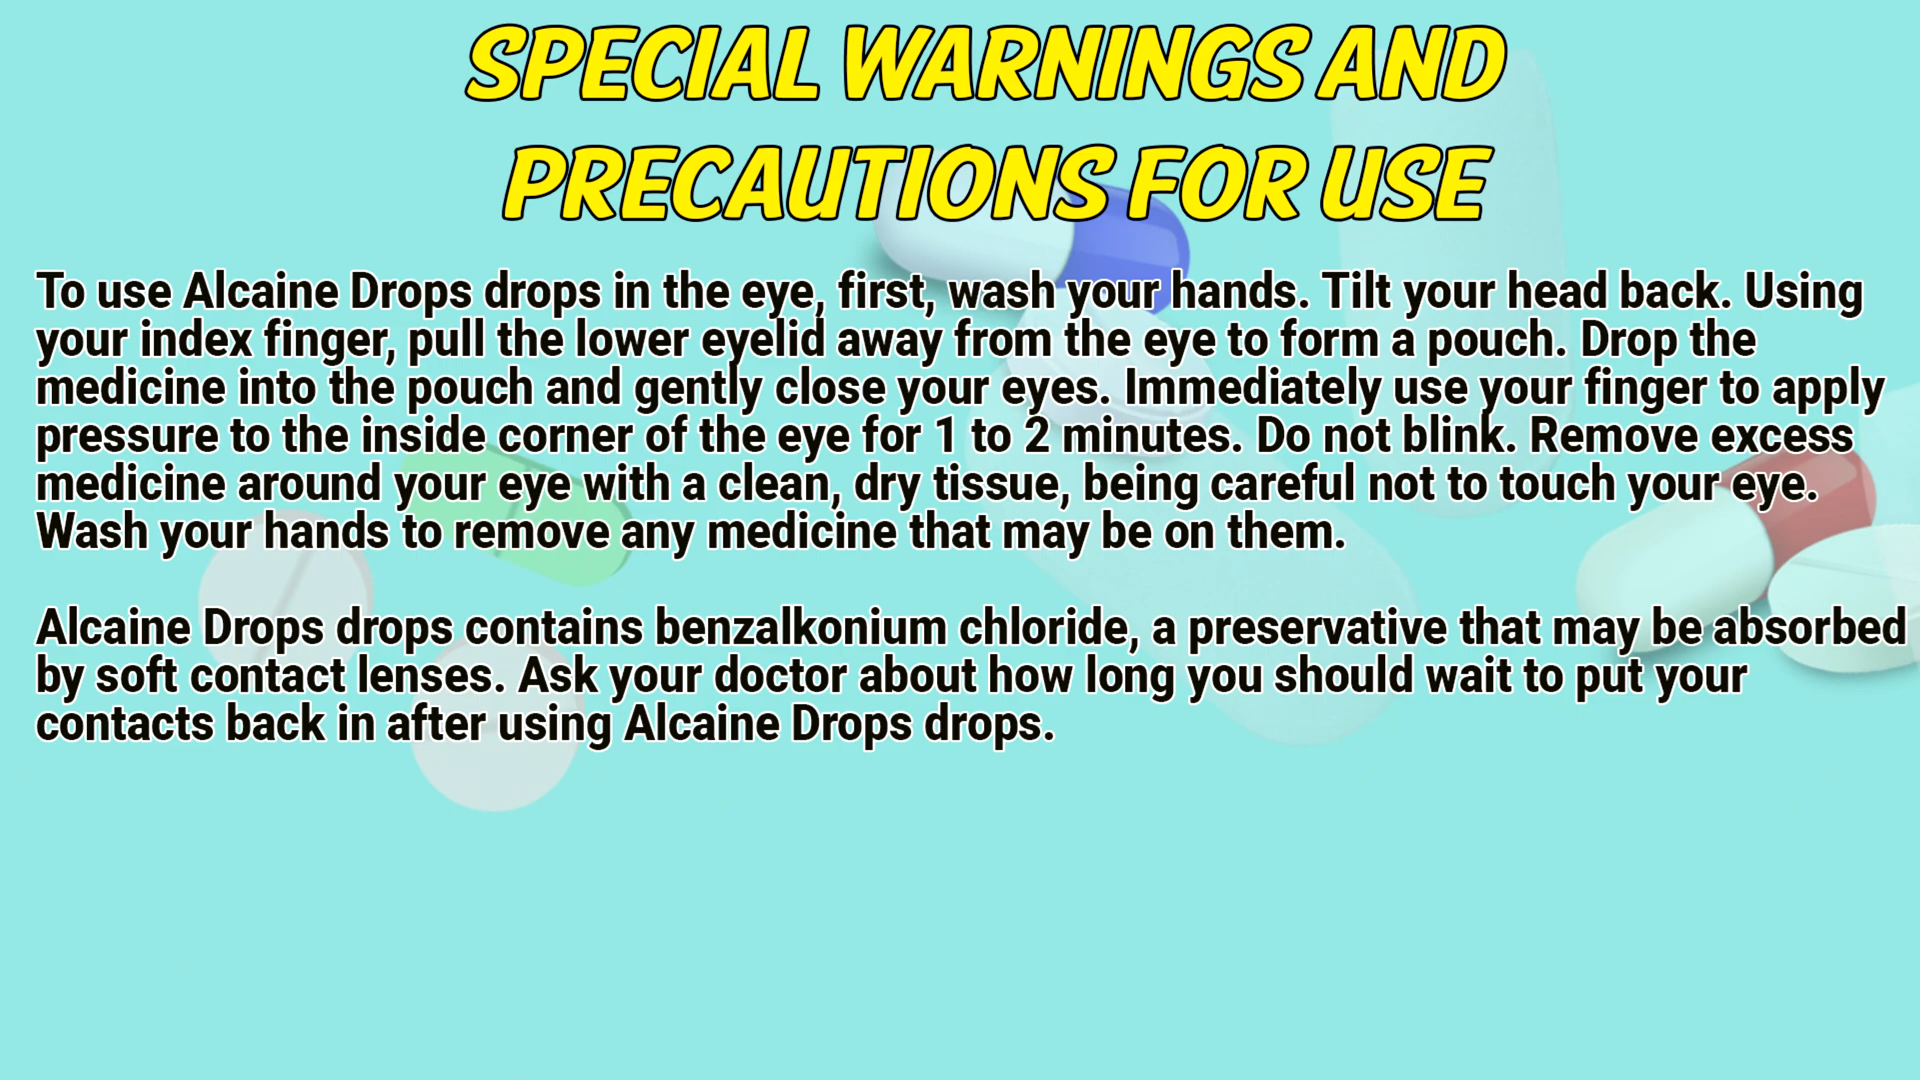 SPECIAL WARNINGS AND
PRECAUTIONS FOR USE
To use Alcaine Drops drops in the eye, first, wash your hands. Tilt your head back. Using
your index finger, pull the lower eyelid away from the eye to form a pouch. Drop the
medicine into the pouch and gently close your eyes. Immediately use your finger to apply
pressure to the inside corner of the eye for 1 to 2 minutes. Do not blink. Remove excess
medicine around your eye with a clean, dry tissue, being careful not to touch your eye.
Wash your hands to remove any medicine that may be on them.
Alcaine Drops drops contains benzalkonium chloride, a preservative that may be absorbed
by soft contact lenses. Ask your doctor about how long you should wait to put your
contacts back in after using Alcaine Drops drops.